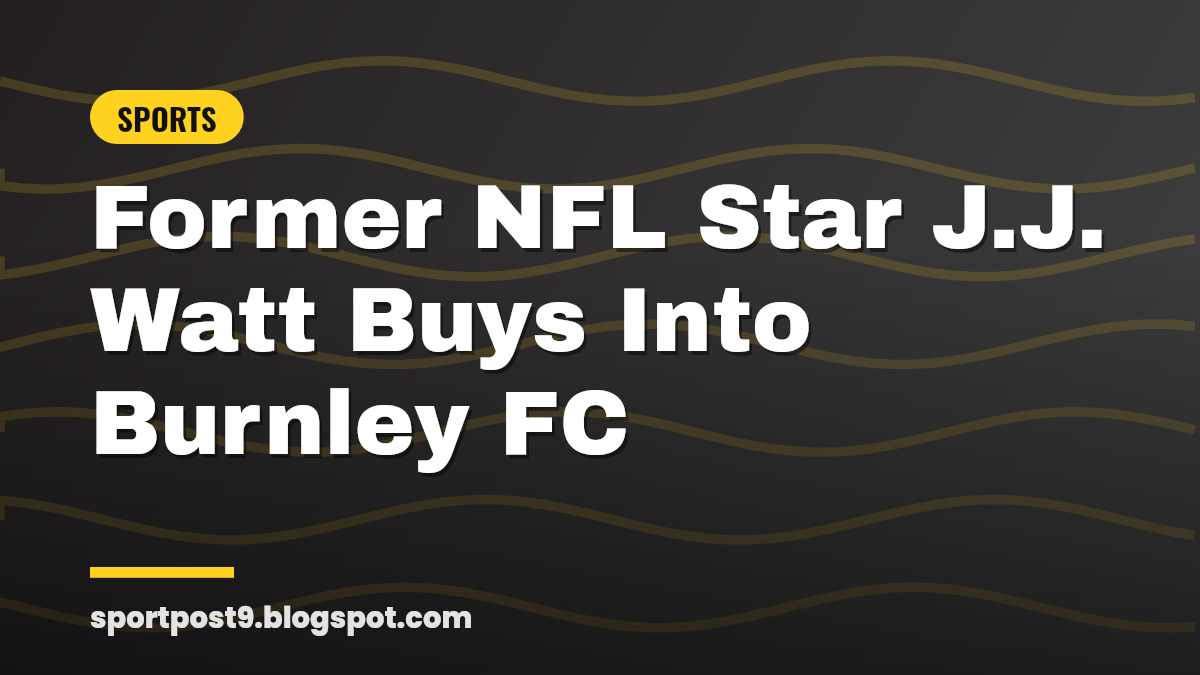 SPORTS
Former NFL Star J.J.
Watt Buys Into
Burnley FC
sportpost9.blogspot.com